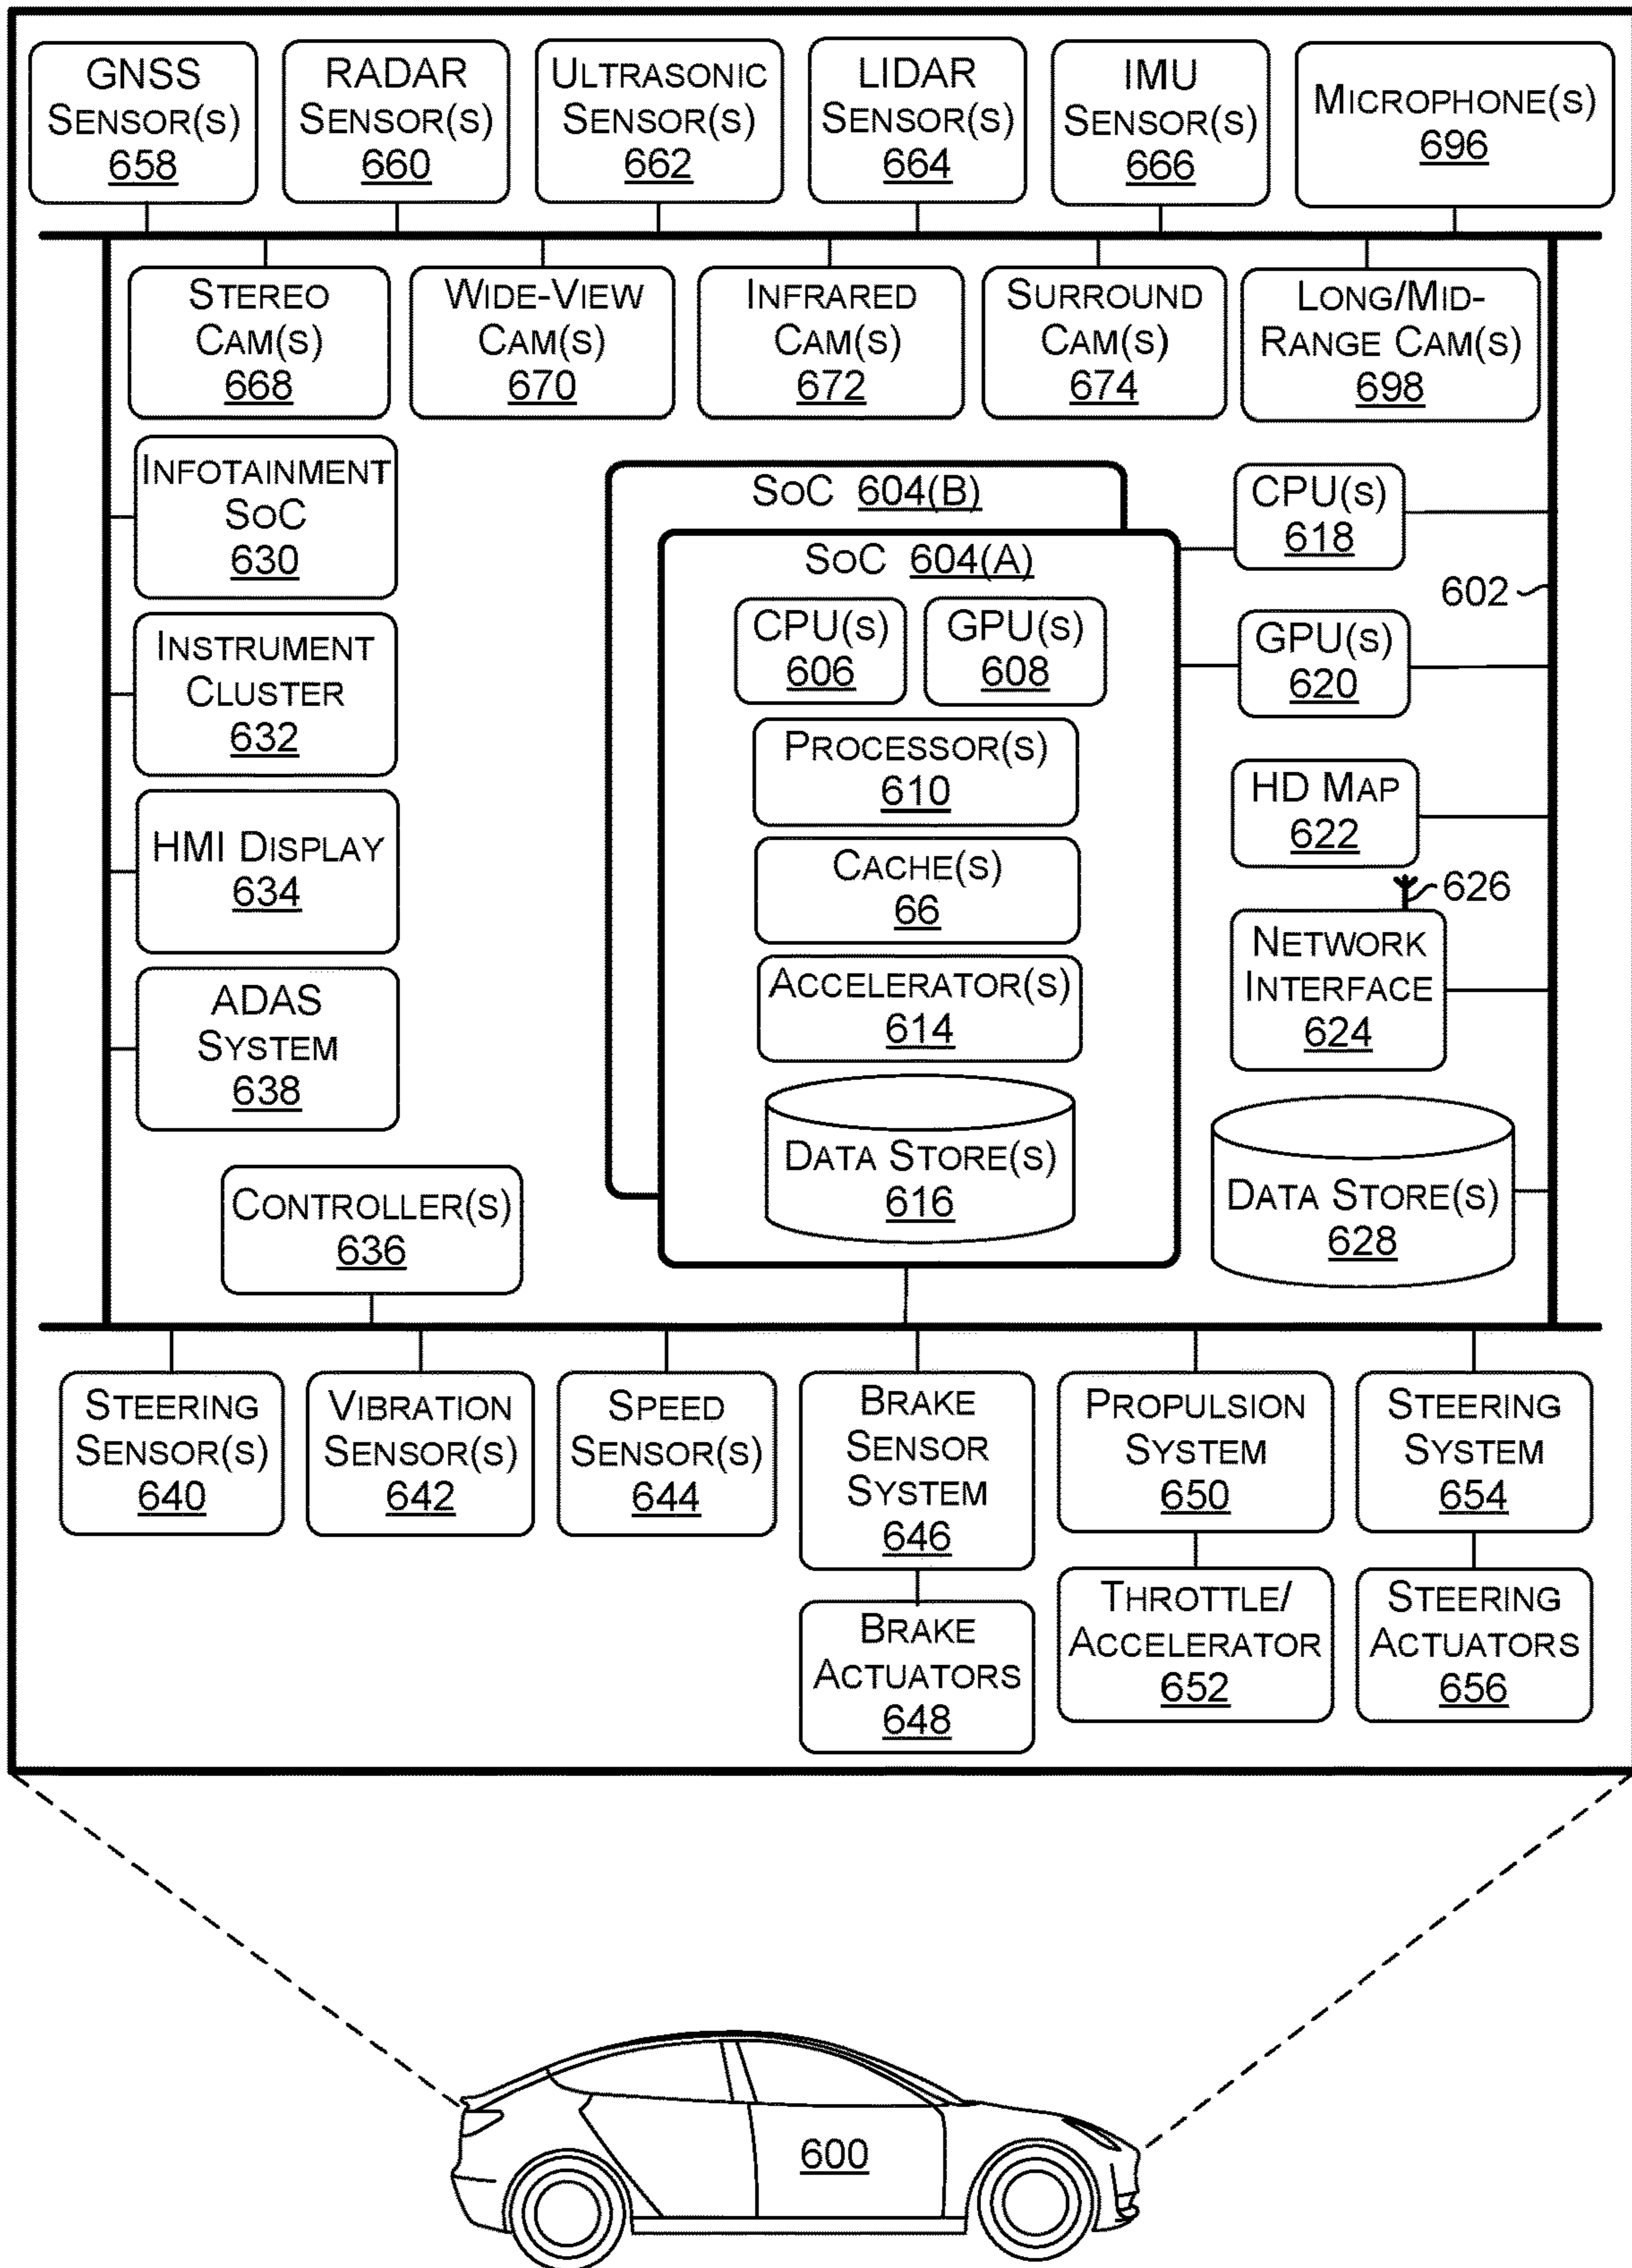 GNSS
SENSOR(S)
658
RADAR
SENSOR(S)
660
ULTRASONIC
SENSOR(S)
662
LIDAR
SENSOR(S)
664
IMU
SENSOR(S)
666
MICROPHONE(S)
696
STEREO
CAM(S)
668
WIDE-VIEW
CAM(S)
670
INFRARED
CAM(S)
672
SURROUND
CAM(S)
674
LONG/MID-
RANGE CAM(S)
698
INFOTAINMENT
SOC
630
INSTRUMENT
CLUSTER
632
HMI DISPLAY
634
ADAS
SYSTEM
638
CONTROLLER(S)
636
SOC 604(B)
SOC 604(A)
CPU(S)
606
GPU(S)
608
PROCESSOR(S)
610
CACHE(S)
66
ACCELERATOR(S)
614
DATA STORE(S)
616
CPU(S)
618
602
GPU(S)
620
HD MAP
622
626
NETWORK
INTERFACE
624
DATA STORE(S)
628
STEERING
SENSOR(S)
640
VIBRATION
SENSOR(S)
642
SPEED
SENSOR(S)
644
BRAKE
SENSOR
SYSTEM
646
PROPULSION
SYSTEM
650
STEERING
SYSTEM
654
BRAKE
ACTUATORS
648
THROTTLE/
ACCELERATOR
652
STEERING
ACTUATORS
656
600